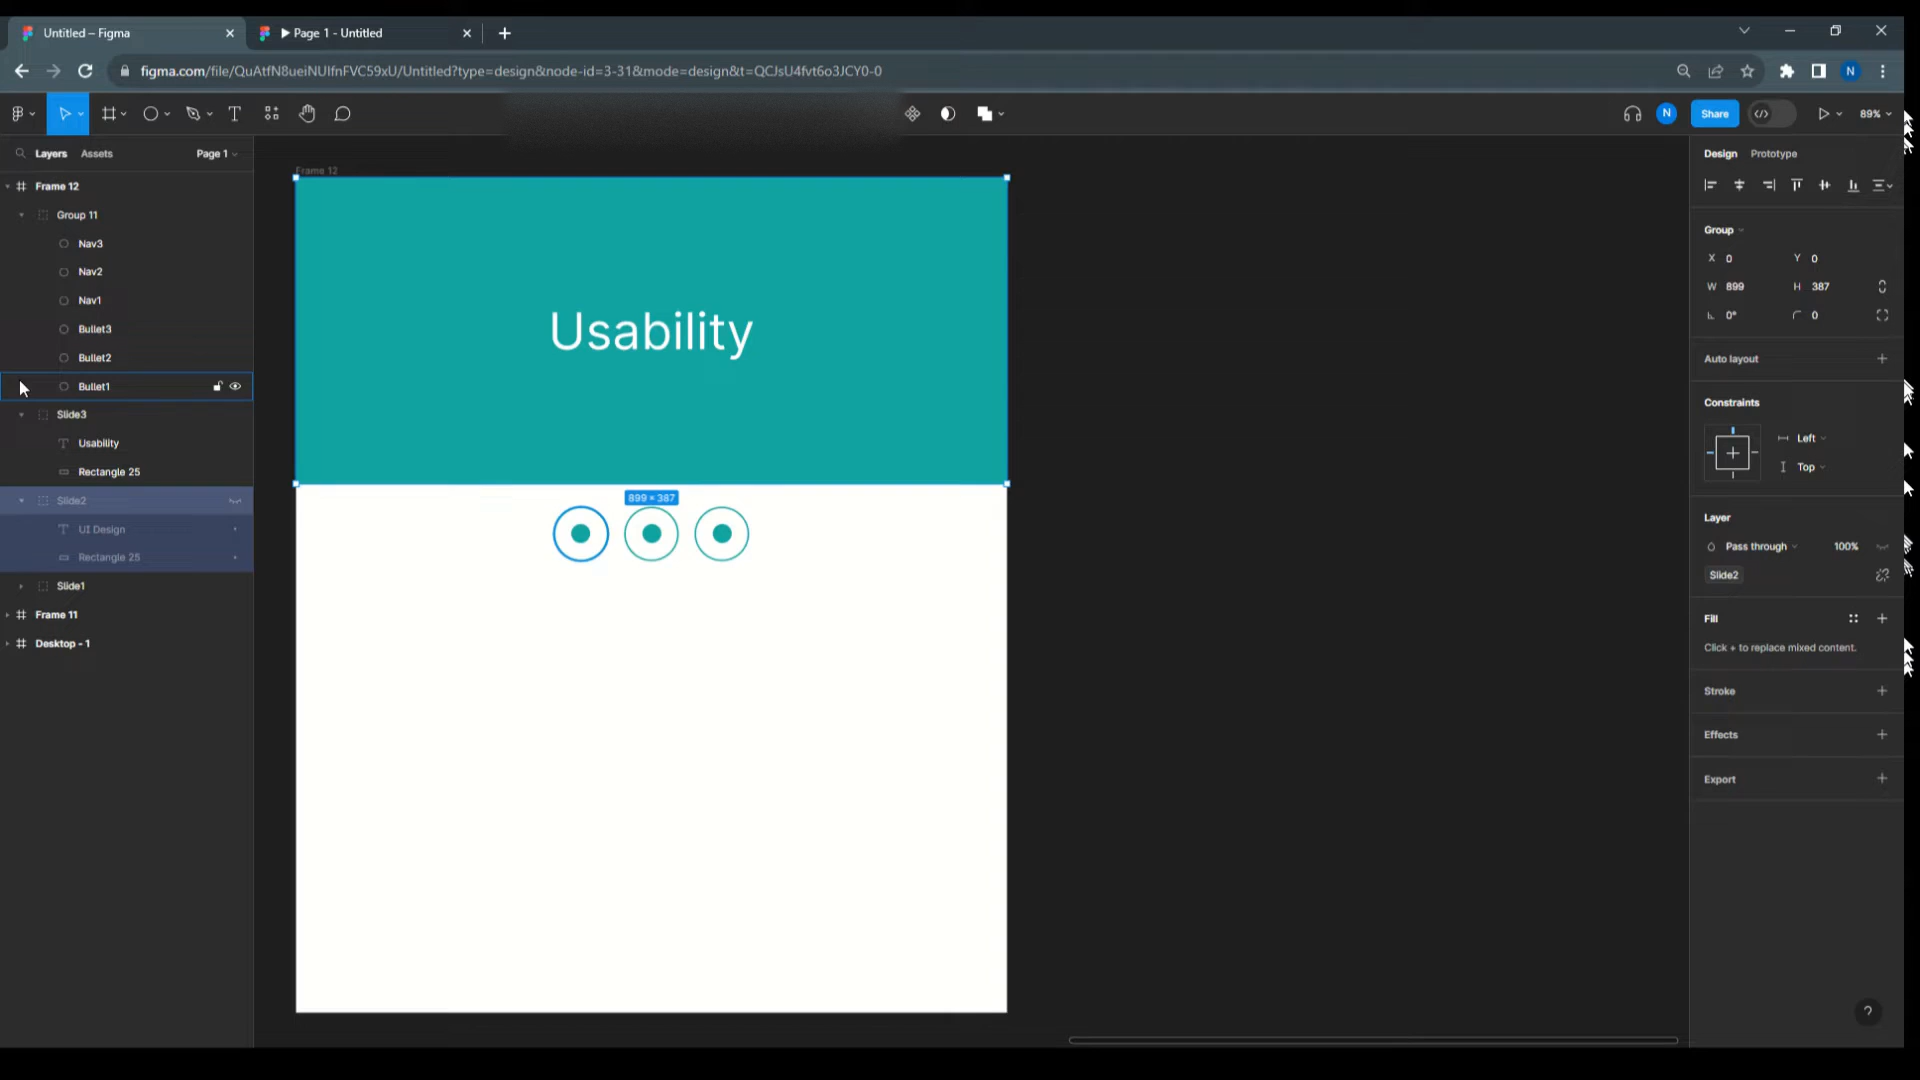 Untitled – Figma
Page 1 - Untitled
figma.com/file/QuAtfN8ueiNUIfnFVC59xU/Untitled?type=design&node-id=3-31&mode=design&t=QCJsU4fvt6o3JCY0-0
N
N
Share
89%
Layers
Assets
Page 1
Design
Prototype
Frame 12
Group 11
Nav3
Nav2
Nav1
Bullet3
Bullet2
Bullet1
Slide3
Usability
Rectangle 25
Slide2
UI Design
Rectangle 25
Slide1
Frame 11
Desktop - 1
Frame 12
Usability
899 × 387
Group
X 0
Y 0
W 899
H 387
0°
0
Auto layout
Constraints
Left
Top
Layer
Pass through
100%
Slide2
Fill
Click + to replace mixed content.
Stroke
Effects
Export
?